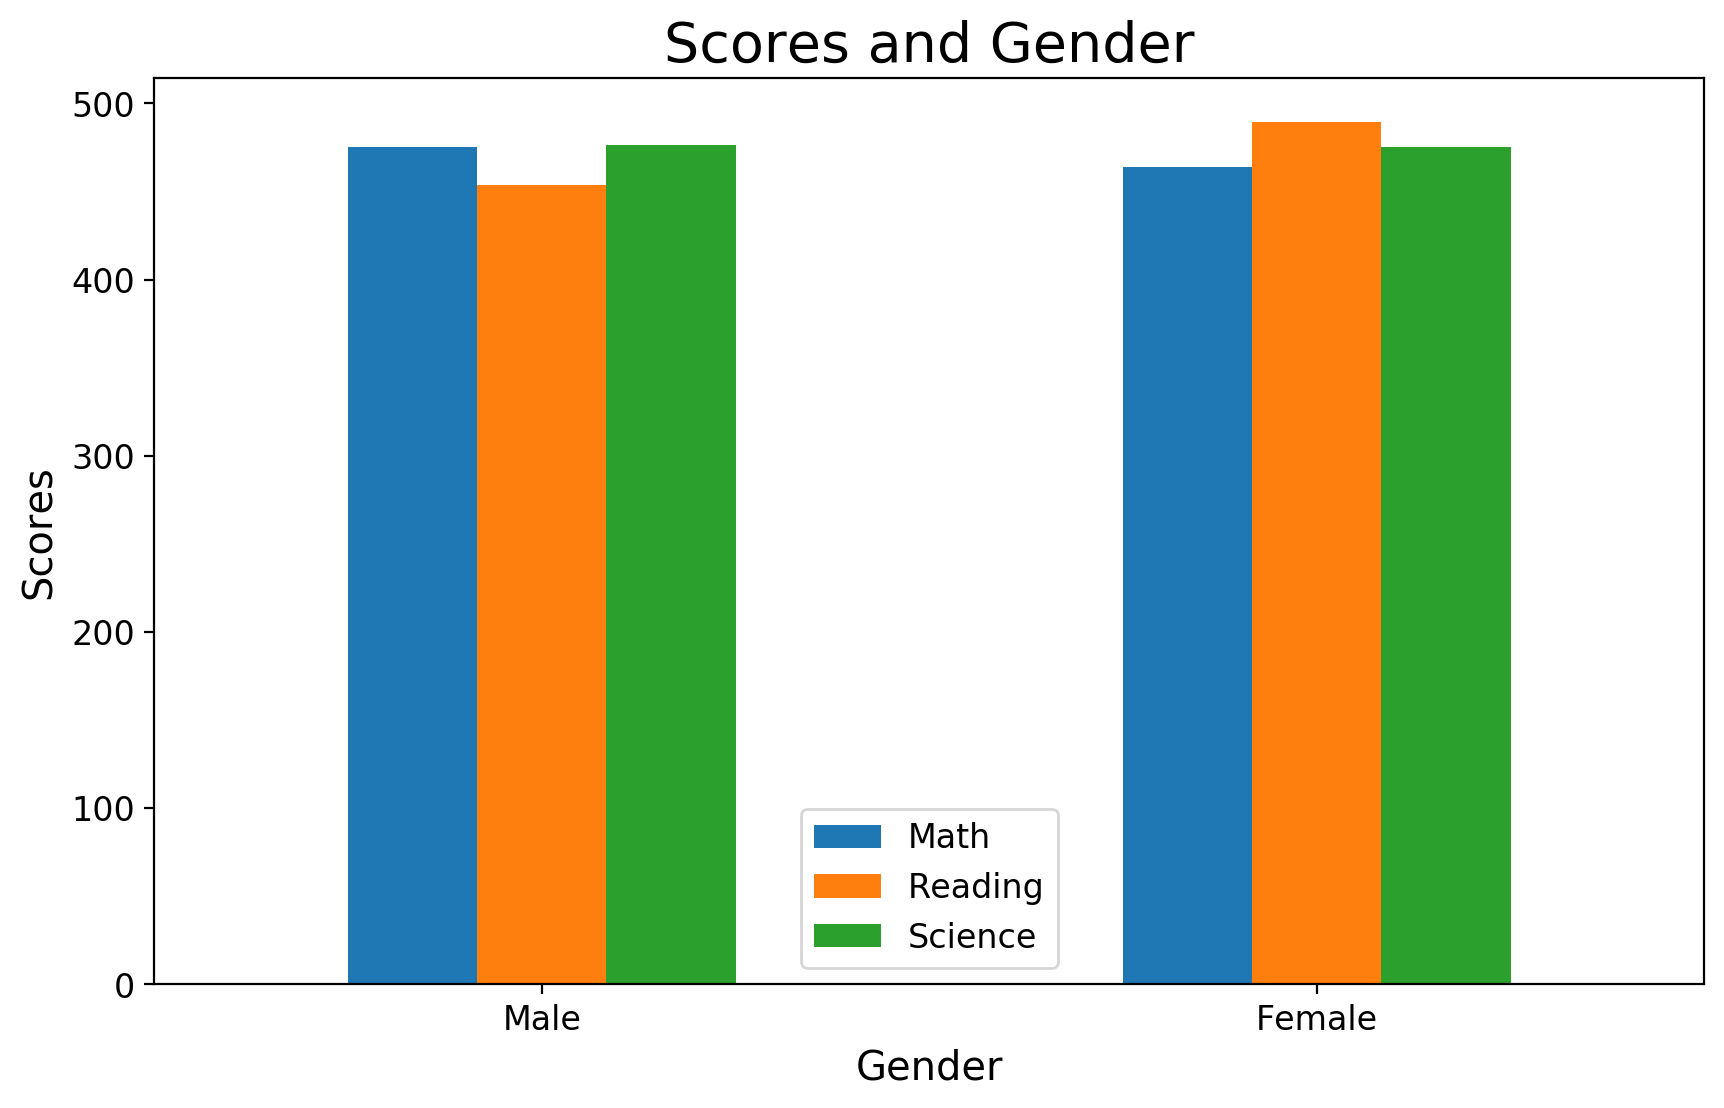 Scores and Gender
Scores
500
400
300
200
100
0
Math
Reading
Science
Male
Female
Gender